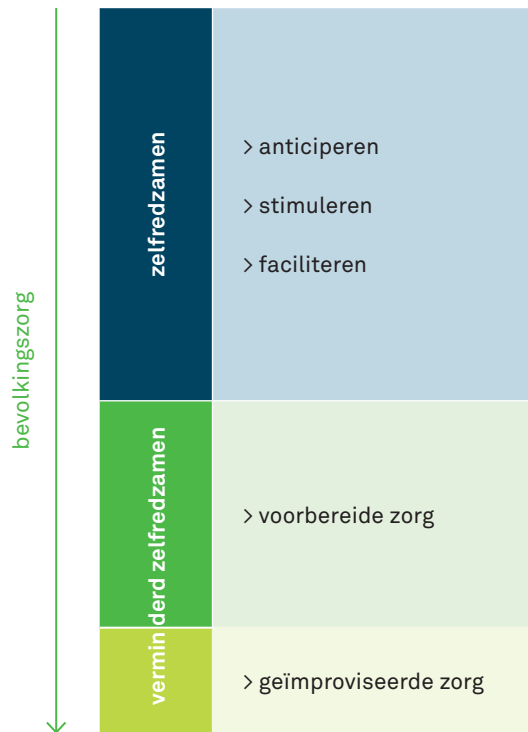 bevolkingszorg
zelfredzamen
> anticiperen
> stimuleren
> faciliteren
verminderd zelfredzamen
> voorbereide zorg
> geïmproviseerde zorg